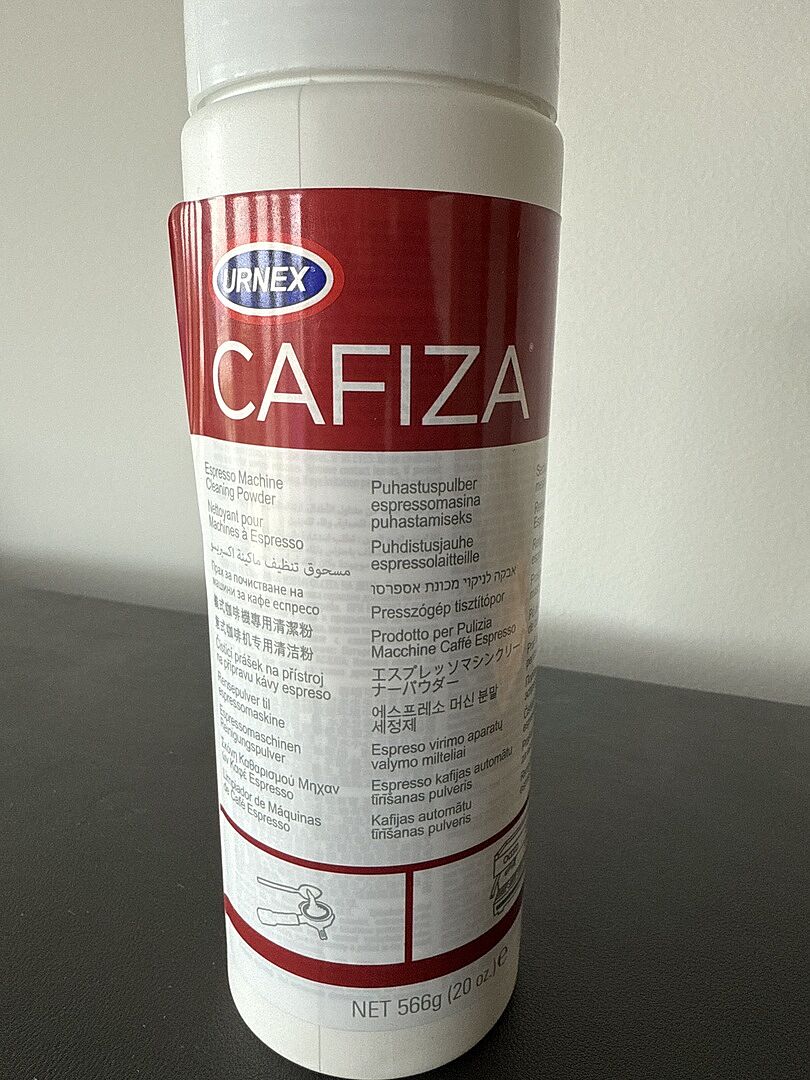 URNEX
CAFIZA
Espresso Machine
Cleaning Powder
Nettoyant pour
Machines à Espresso
مسحوق تنظيف ماكينة اكسبريسو
Прах за почистване на
машини за кафе еспресо
義式咖啡機專用清潔粉
意式咖啡机专用清洁粉
Čisticí prášek na přístroj
na přípravu kávy espreso
Rensepulver til
espressomaskine
Espressomaschinen
Reinigungspulver
Σκόνη Καθαρισμού Μηχαν
ών Καφέ Espresso
Limpiador de Máquinas
de Café Espresso
Puhastuspulber
espressomasina
puhastamiseks
Puhdistusjauhe
espressolaitteille
אבקה לניקוי מכונת אספרסו
Presszógép tisztítópor
Prodotto per Pulizia
Macchine Caffé Espresso
エスプレッソマシンクリー
ナーパウダー
에스프레소 머신 분말
세정제
Espreso virimo aparatų
valymo milteliai
Espresso kafijas automātu
tīrīšanas pulveris
Kafijas automātu
tīrīšanas pulveris
NET 566g (20 oz.) e